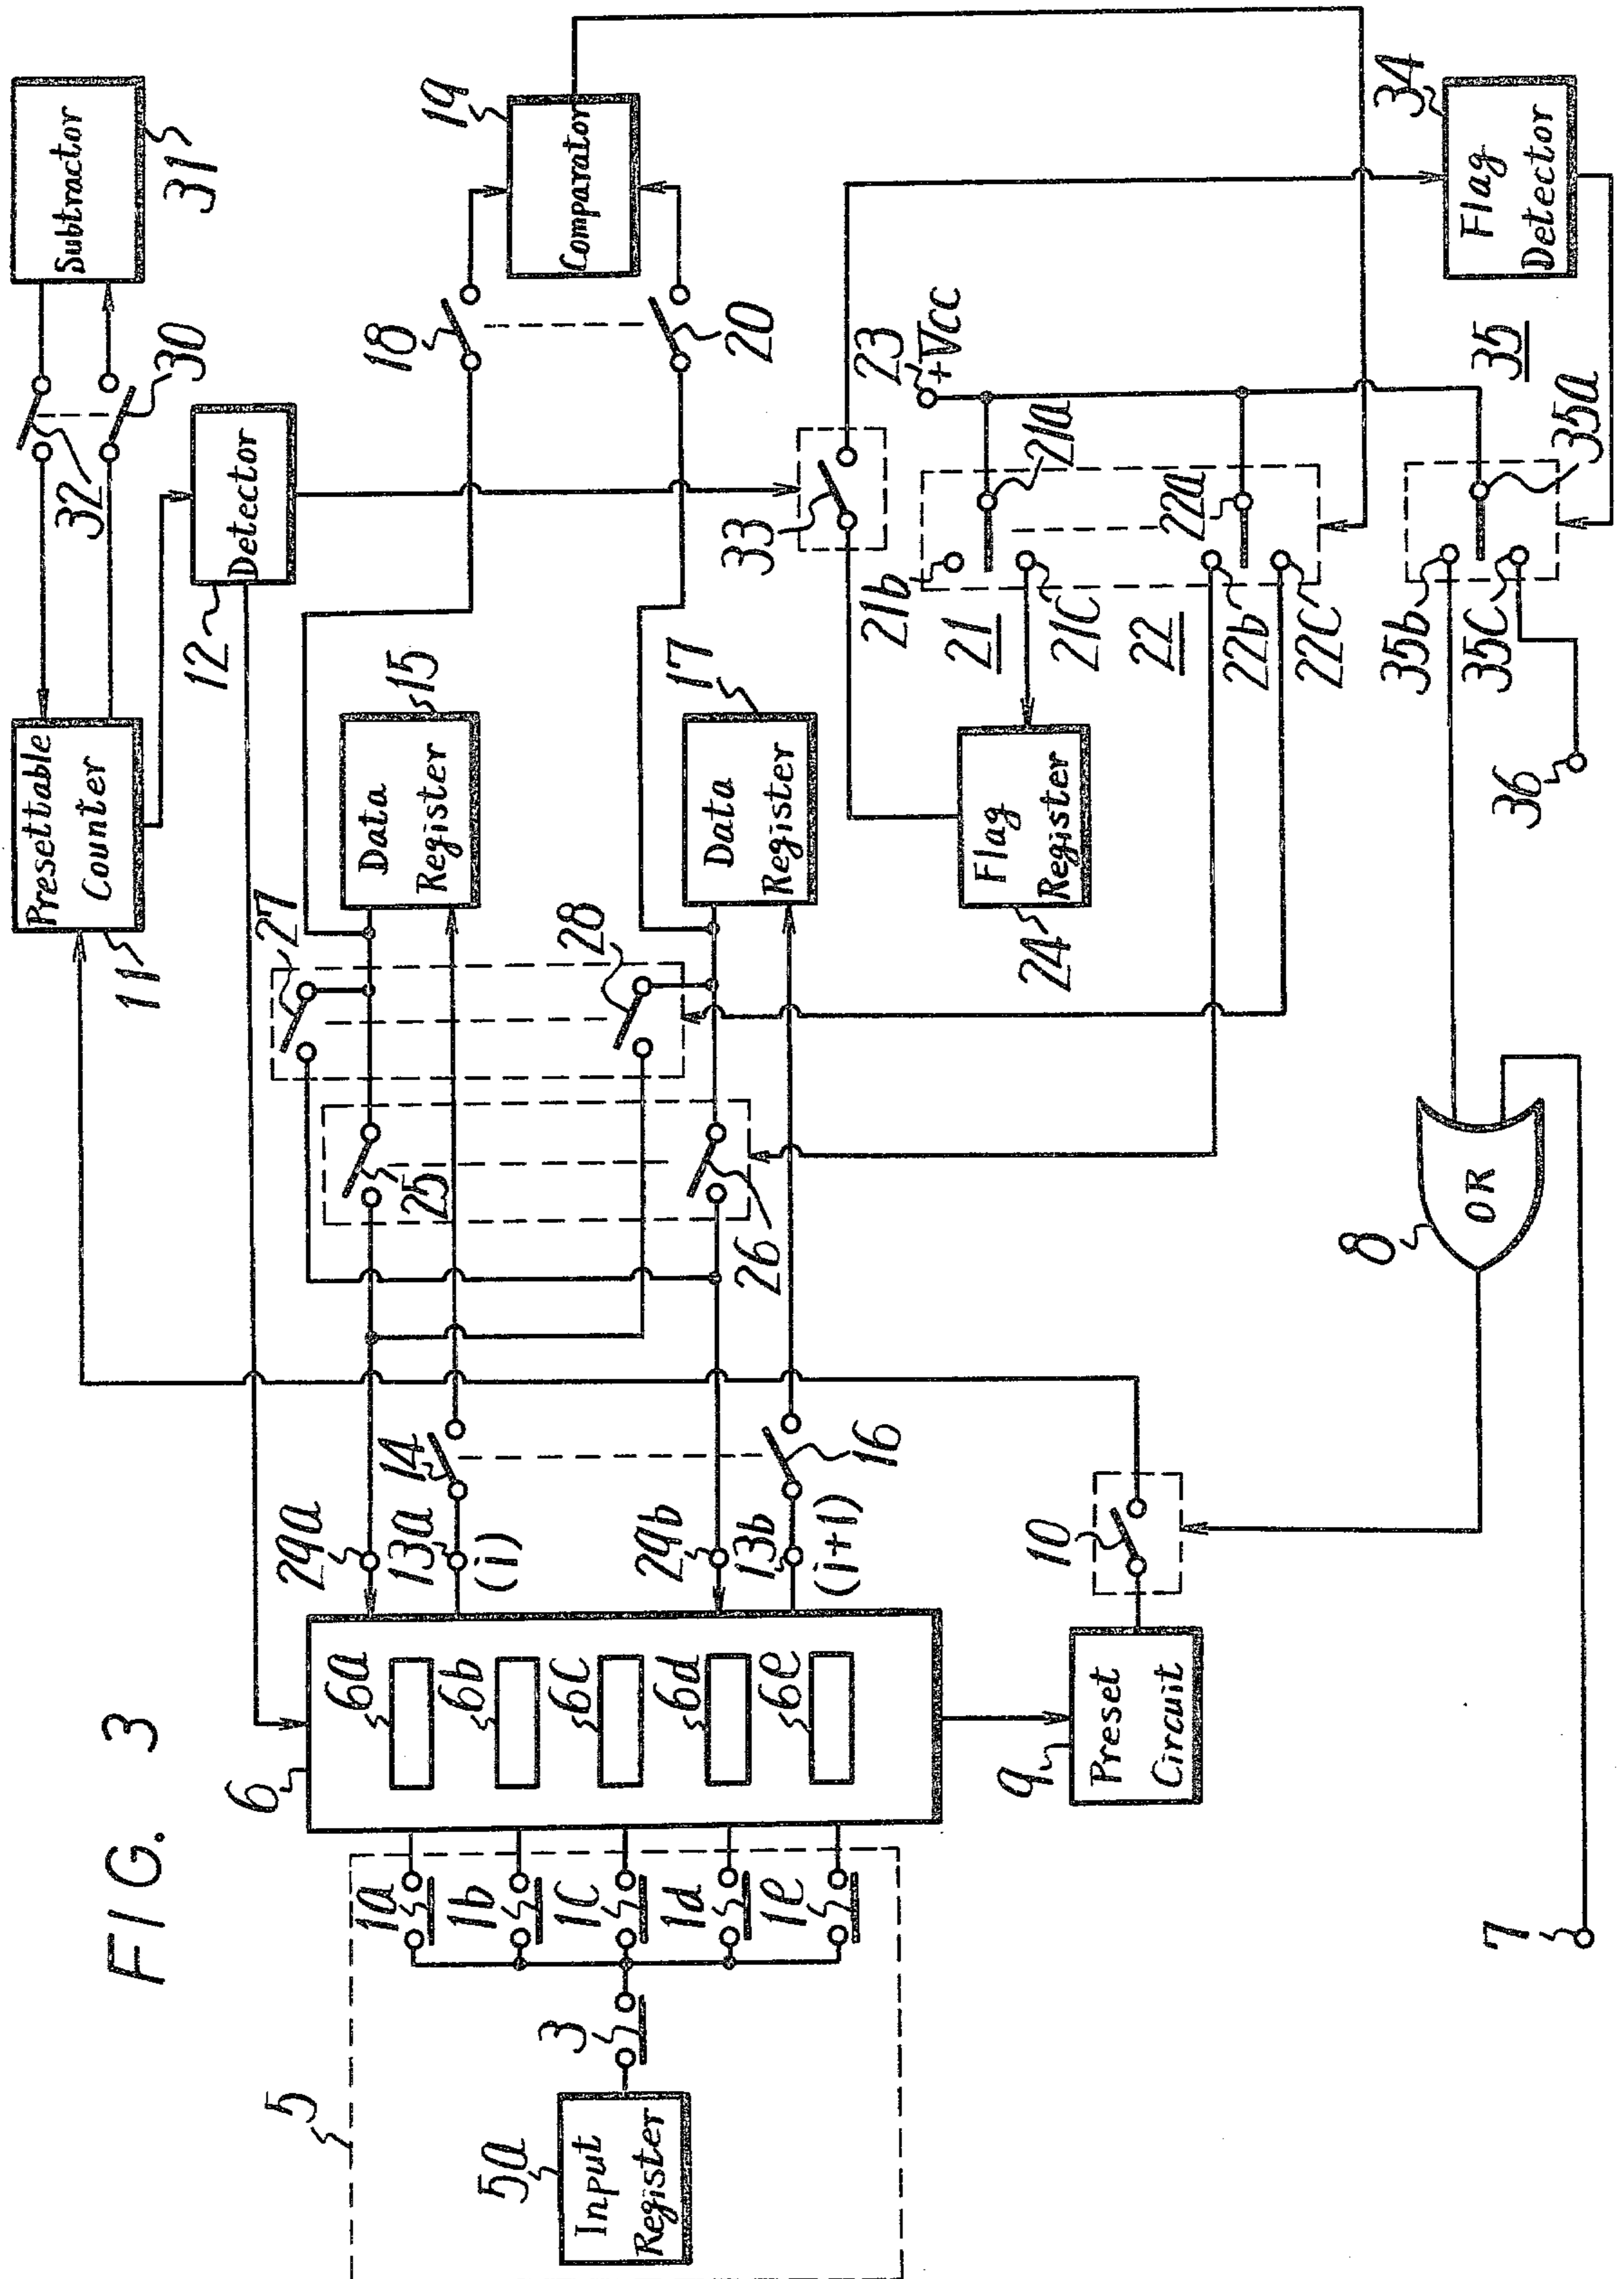 FIG. 3
5
5a
Input
Register
3
1a
1b
1c
1d
1e
6
6a
6b
6c
6d
6e
29a
13a
(i)
29b
13b
(i+1)
14
16
9
Preset
Circuit
10
7
8
OR
11
Presettable
Counter
27
28
25
26
15
Data
Register
17
Data
Register
24
Flag
Register
12
Detector
32
30
31
Subtractor
18
20
19
Comparator
33
23
+Vcc
21
21a
21b
21c
22
22a
22b
22c
34
Flag
Detector
35
35a
35b
35c
36